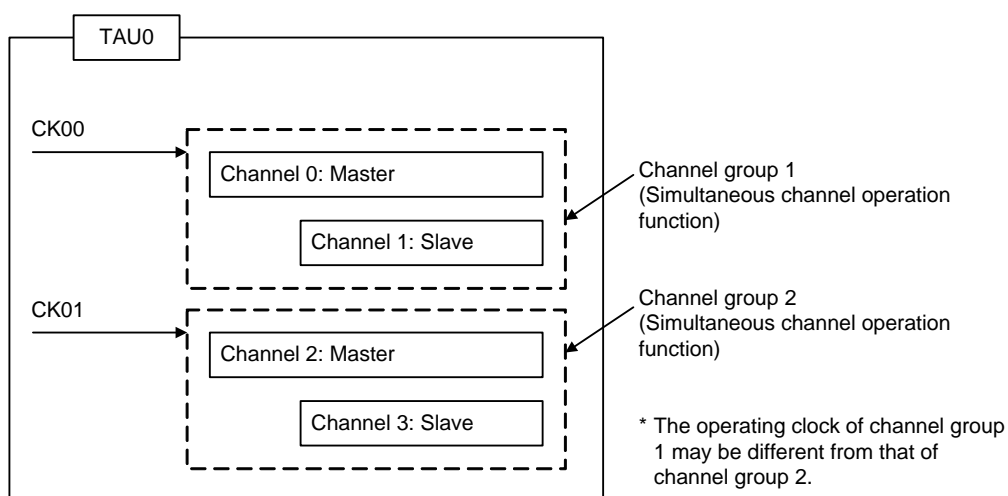 TAU0
CK00
Channel 0: Master
Channel 1: Slave
Channel group 1
(Simultaneous channel operation
function)
CK01
Channel 2: Master
Channel 3: Slave
Channel group 2
(Simultaneous channel operation
function)
* The operating clock of channel group
1 may be different from that of
channel group 2.